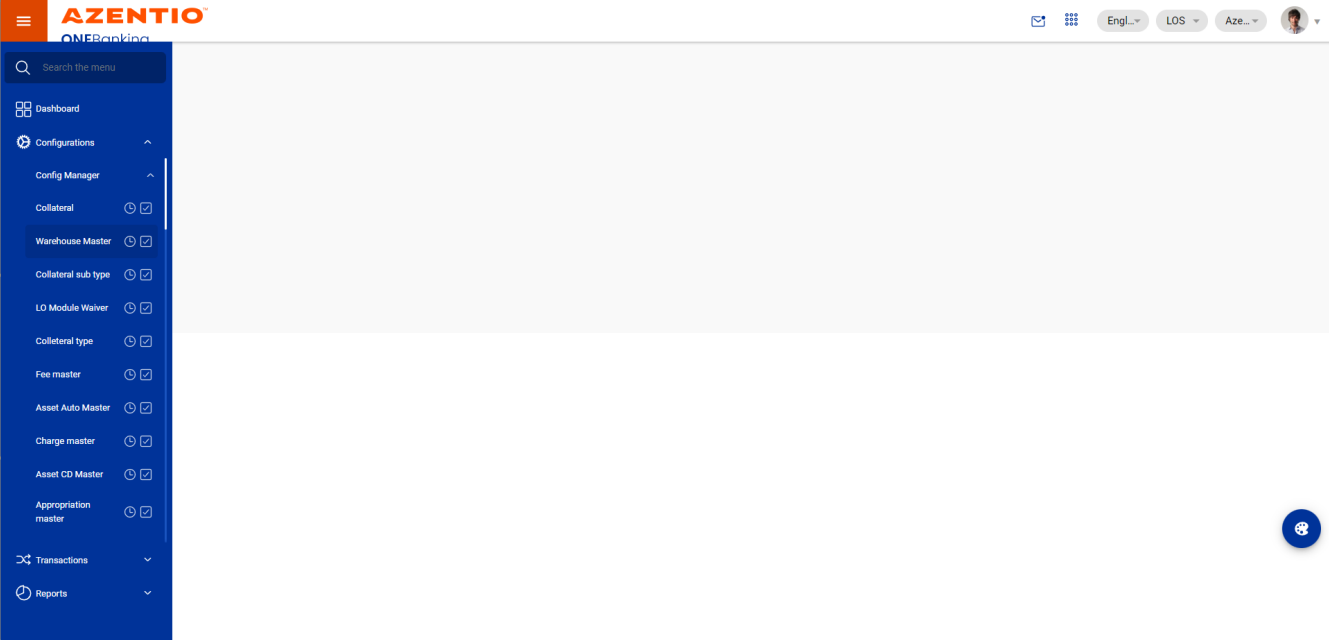 AZENTIO™
ONEBanking
Engl...
LOS
Aze...
Search the menu
Dashboard
Configurations
Config Manager
Collateral
Warehouse Master
Collateral sub type
LO Module Waiver
Colleteral type
Fee master
Asset Auto Master
Charge master
Asset CD Master
Appropriation
master
Transactions
Reports